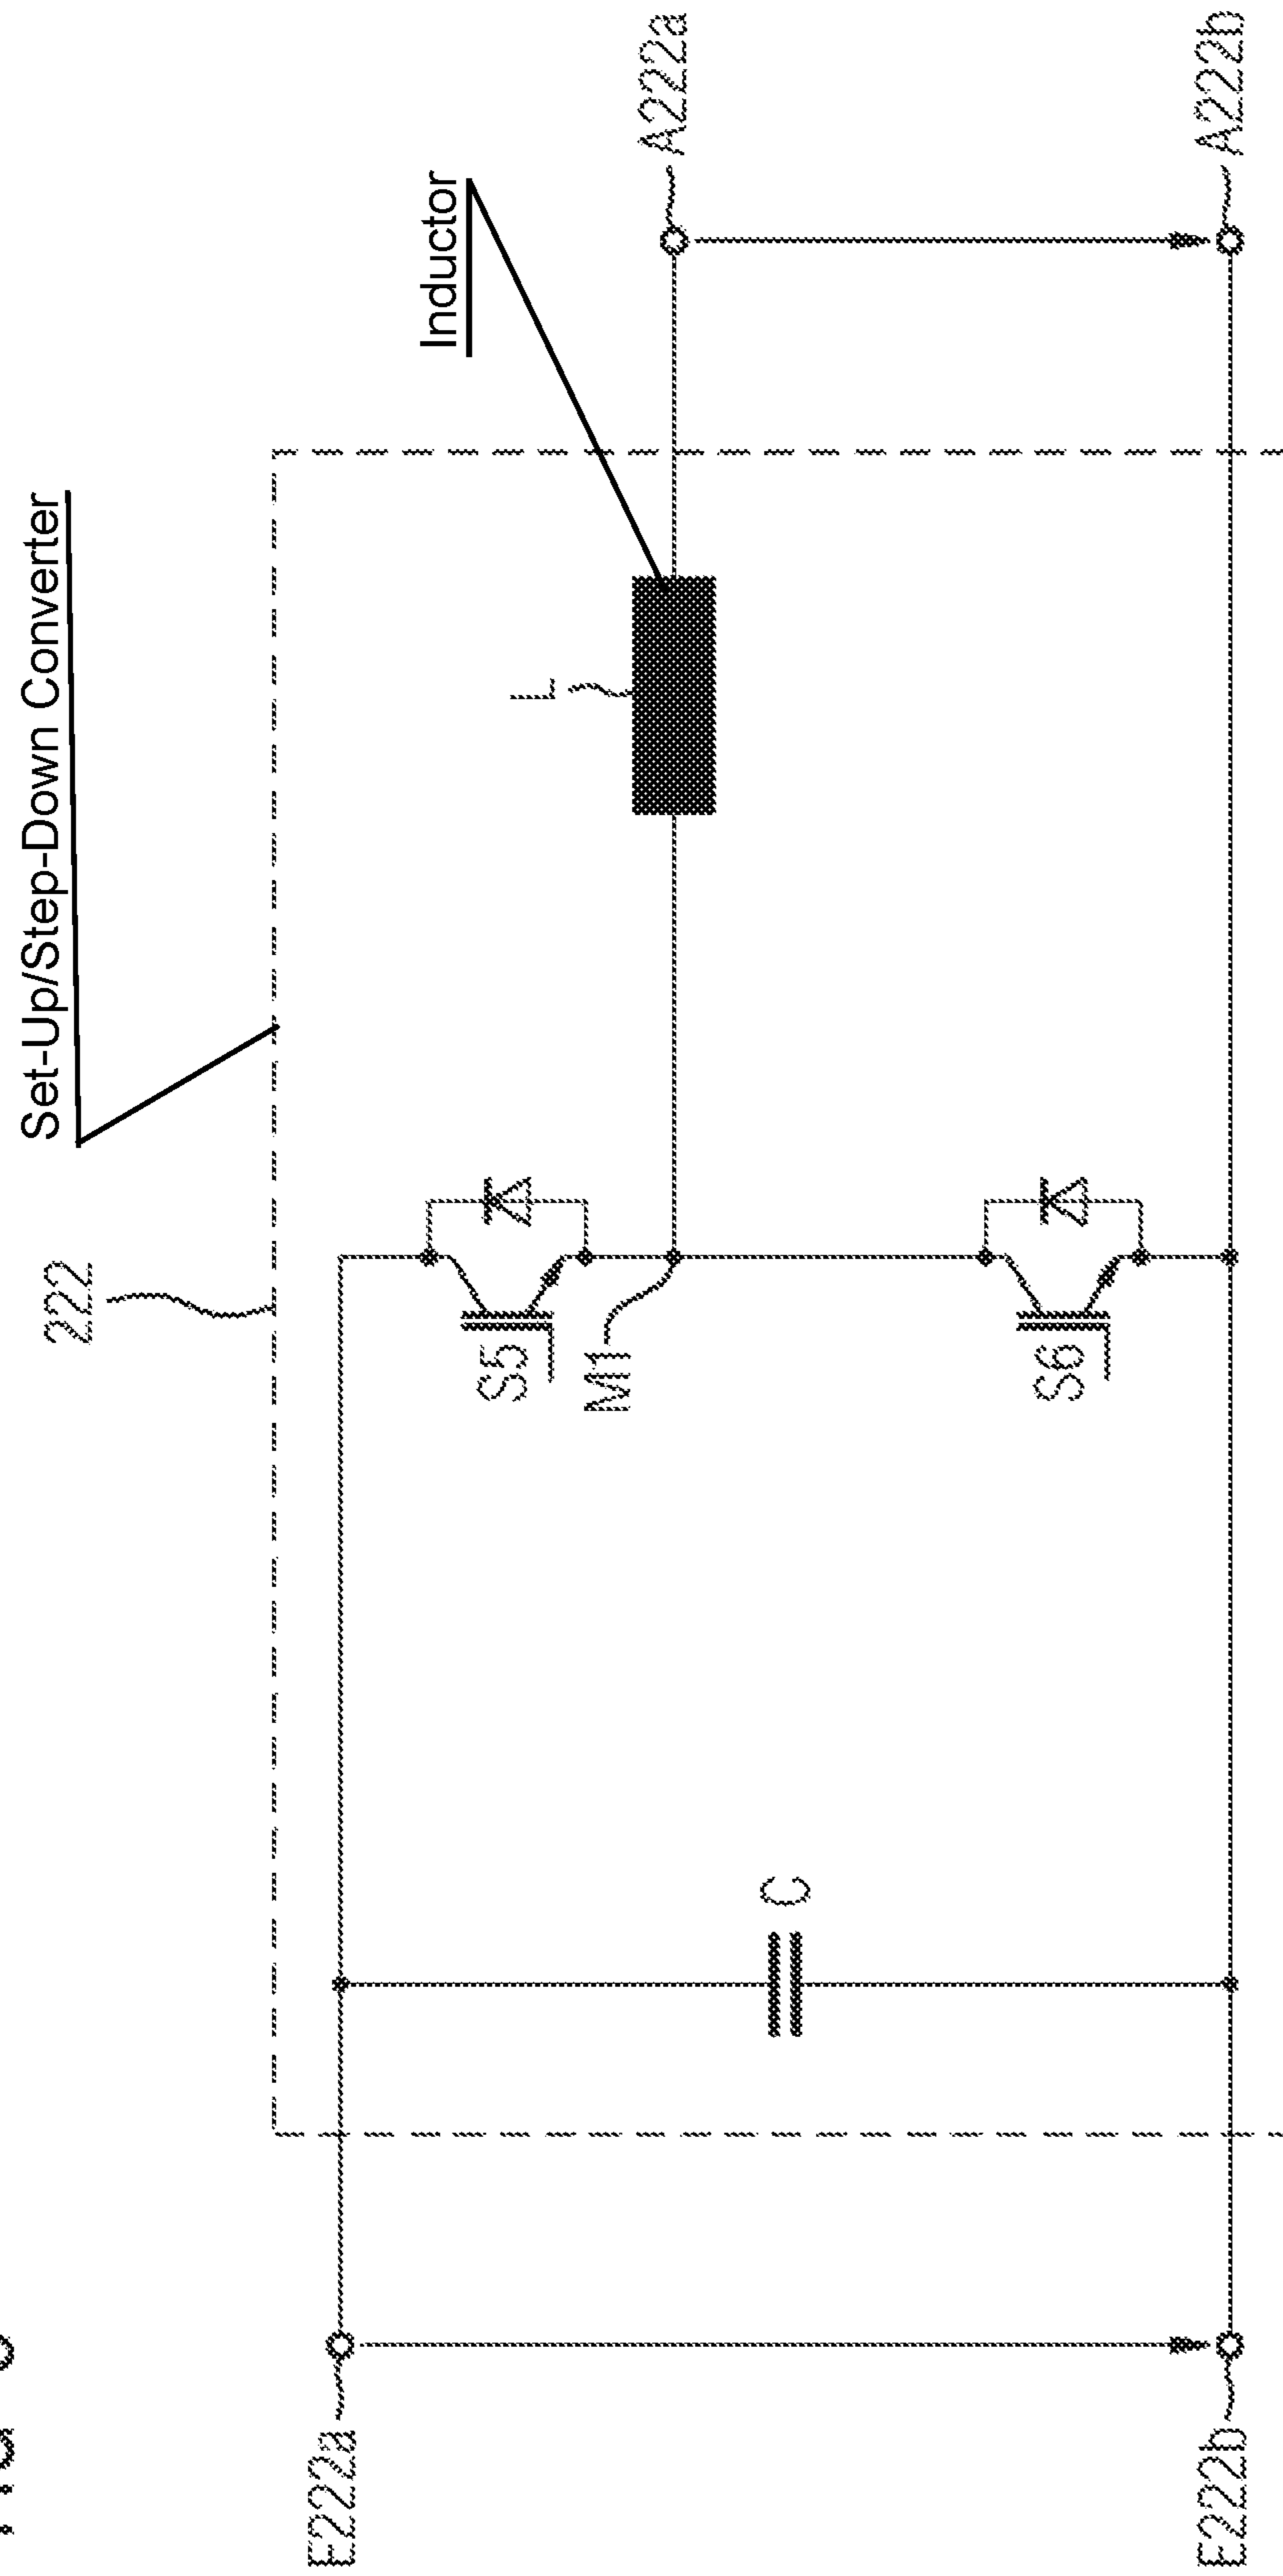 Set-Up/Step-Down Converter
222
Inductor
E222a
S5
L
A222a
M1
C
S6
E222b
A222b